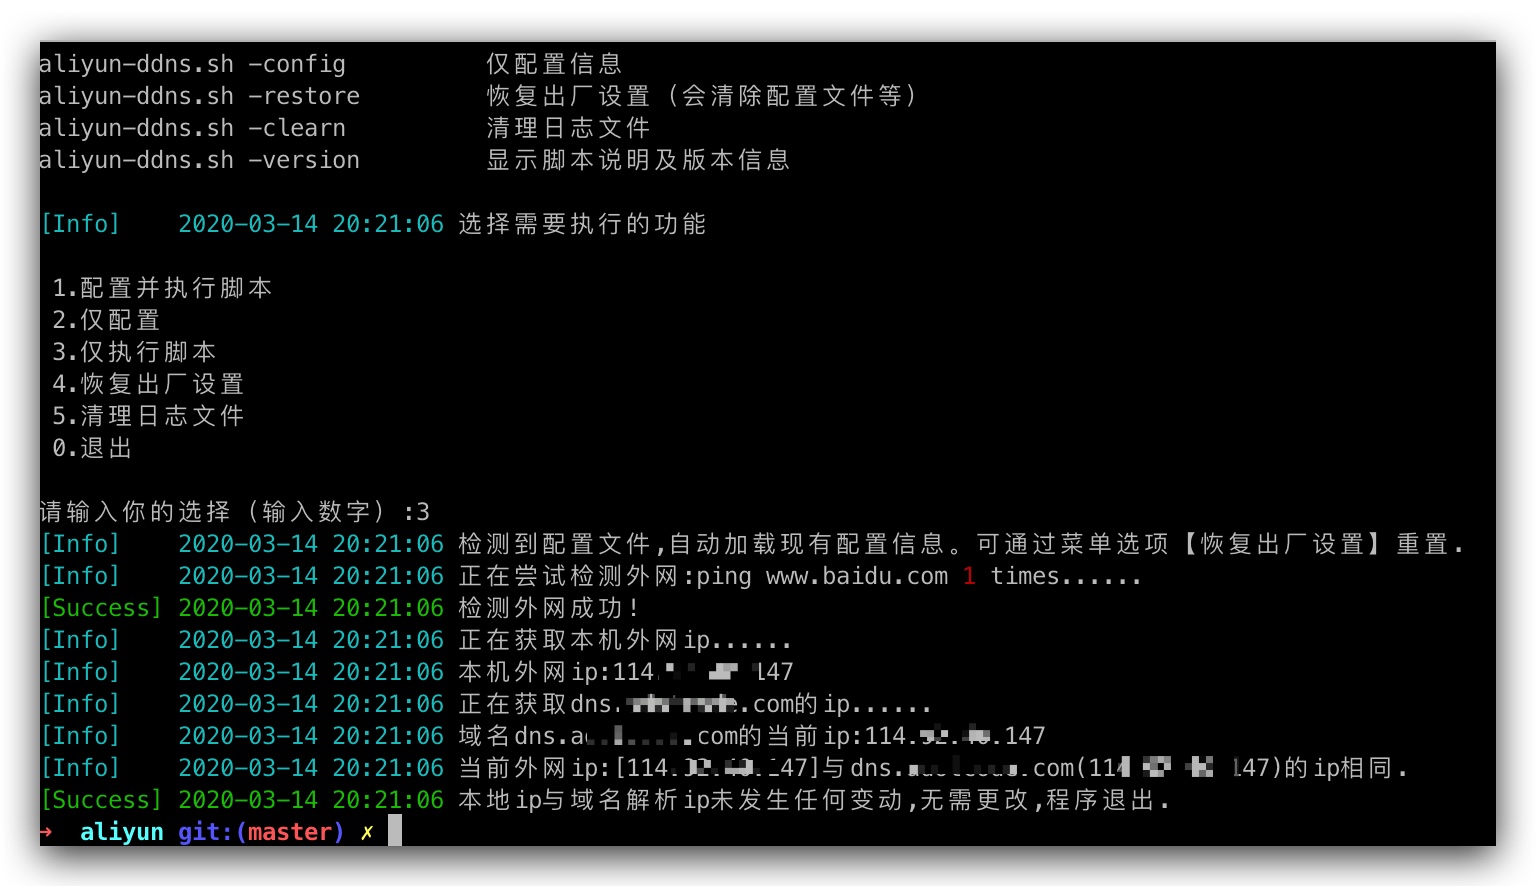 aliyun-ddns.sh -config 仅配置信息
aliyun-ddns.sh -restore 恢复出厂设置（会清除配置文件等）
aliyun-ddns.sh -clearn 清理日志文件
aliyun-ddns.sh -version 显示脚本说明及版本信息
[Info] 2020-03-14 20:21:06 选择需要执行的功能
1.配置并执行脚本
2.仅配置
3.仅执行脚本
4.恢复出厂设置
5.清理日志文件
0.退出
请输入你的选择（输入数字）:3
[Info] 2020-03-14 20:21:06 检测到配置文件,自动加载现有配置信息。可通过菜单选项【恢复出厂设置】重置.
[Info] 2020-03-14 20:21:06 正在尝试检测外网:ping www.baidu.com 1 times......
[Success] 2020-03-14 20:21:06 检测外网成功!
[Info] 2020-03-14 20:21:06 正在获取本机外网ip......
[Info] 2020-03-14 20:21:06 本机外网ip:114. 147
[Info] 2020-03-14 20:21:06 正在获取dns. .com的ip......
[Info] 2020-03-14 20:21:06 域名dns. .com的当前ip:114. .147
[Info] 2020-03-14 20:21:06 当前外网ip:[114. 147]与dns. .com(114 147)的ip相同.
[Success] 2020-03-14 20:21:06 本地ip与域名解析ip未发生任何变动,无需更改,程序退出.
→ aliyun git:(master) ✗